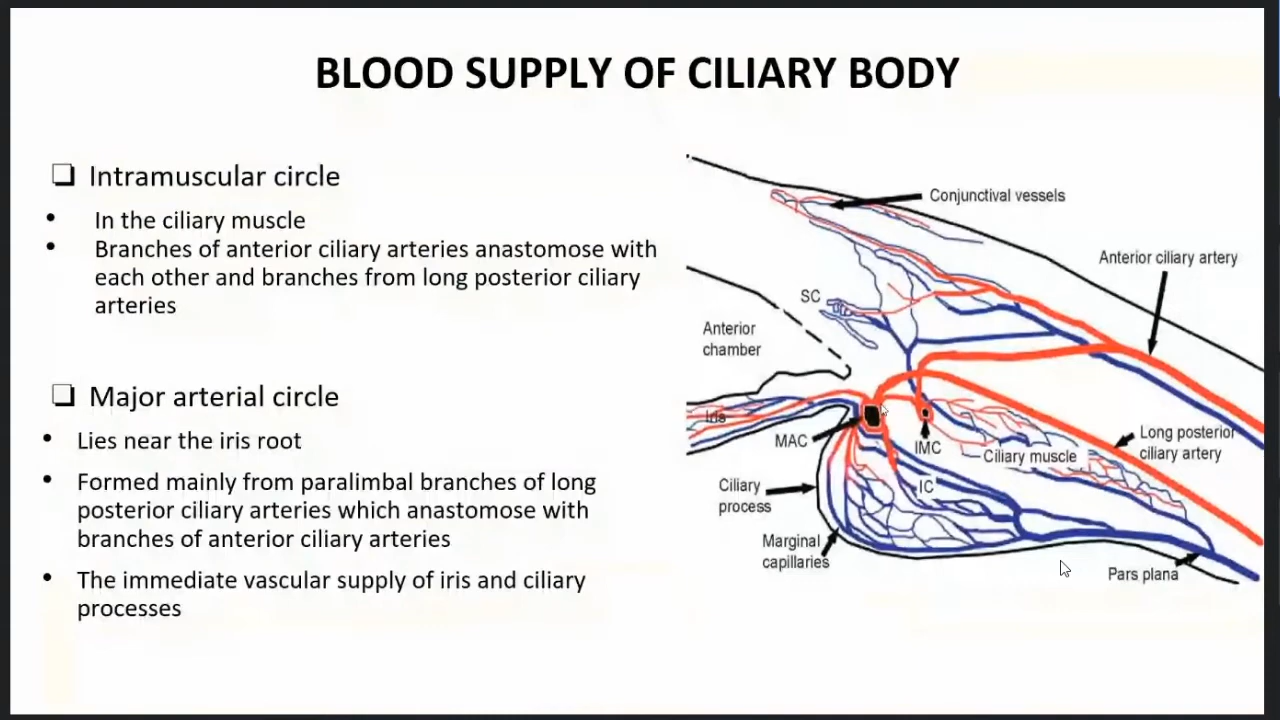 BLOOD SUPPLY OF CILIARY BODY
❏ Intramuscular circle
• In the ciliary muscle
• Branches of anterior ciliary arteries anastomose with
each other and branches from long posterior ciliary
arteries
❏ Major arterial circle
• Lies near the iris root
• Formed mainly from paralimbal branches of long
posterior ciliary arteries which anastomose with
branches of anterior ciliary arteries
• The immediate vascular supply of iris and ciliary
processes
Conjunctival vessels
Anterior ciliary artery
SC
Anterior
chamber
Iris
MAC
IMC
Ciliary muscle
Long posterior
ciliary artery
IC
Ciliary
process
Marginal
capillaries
Pars plana